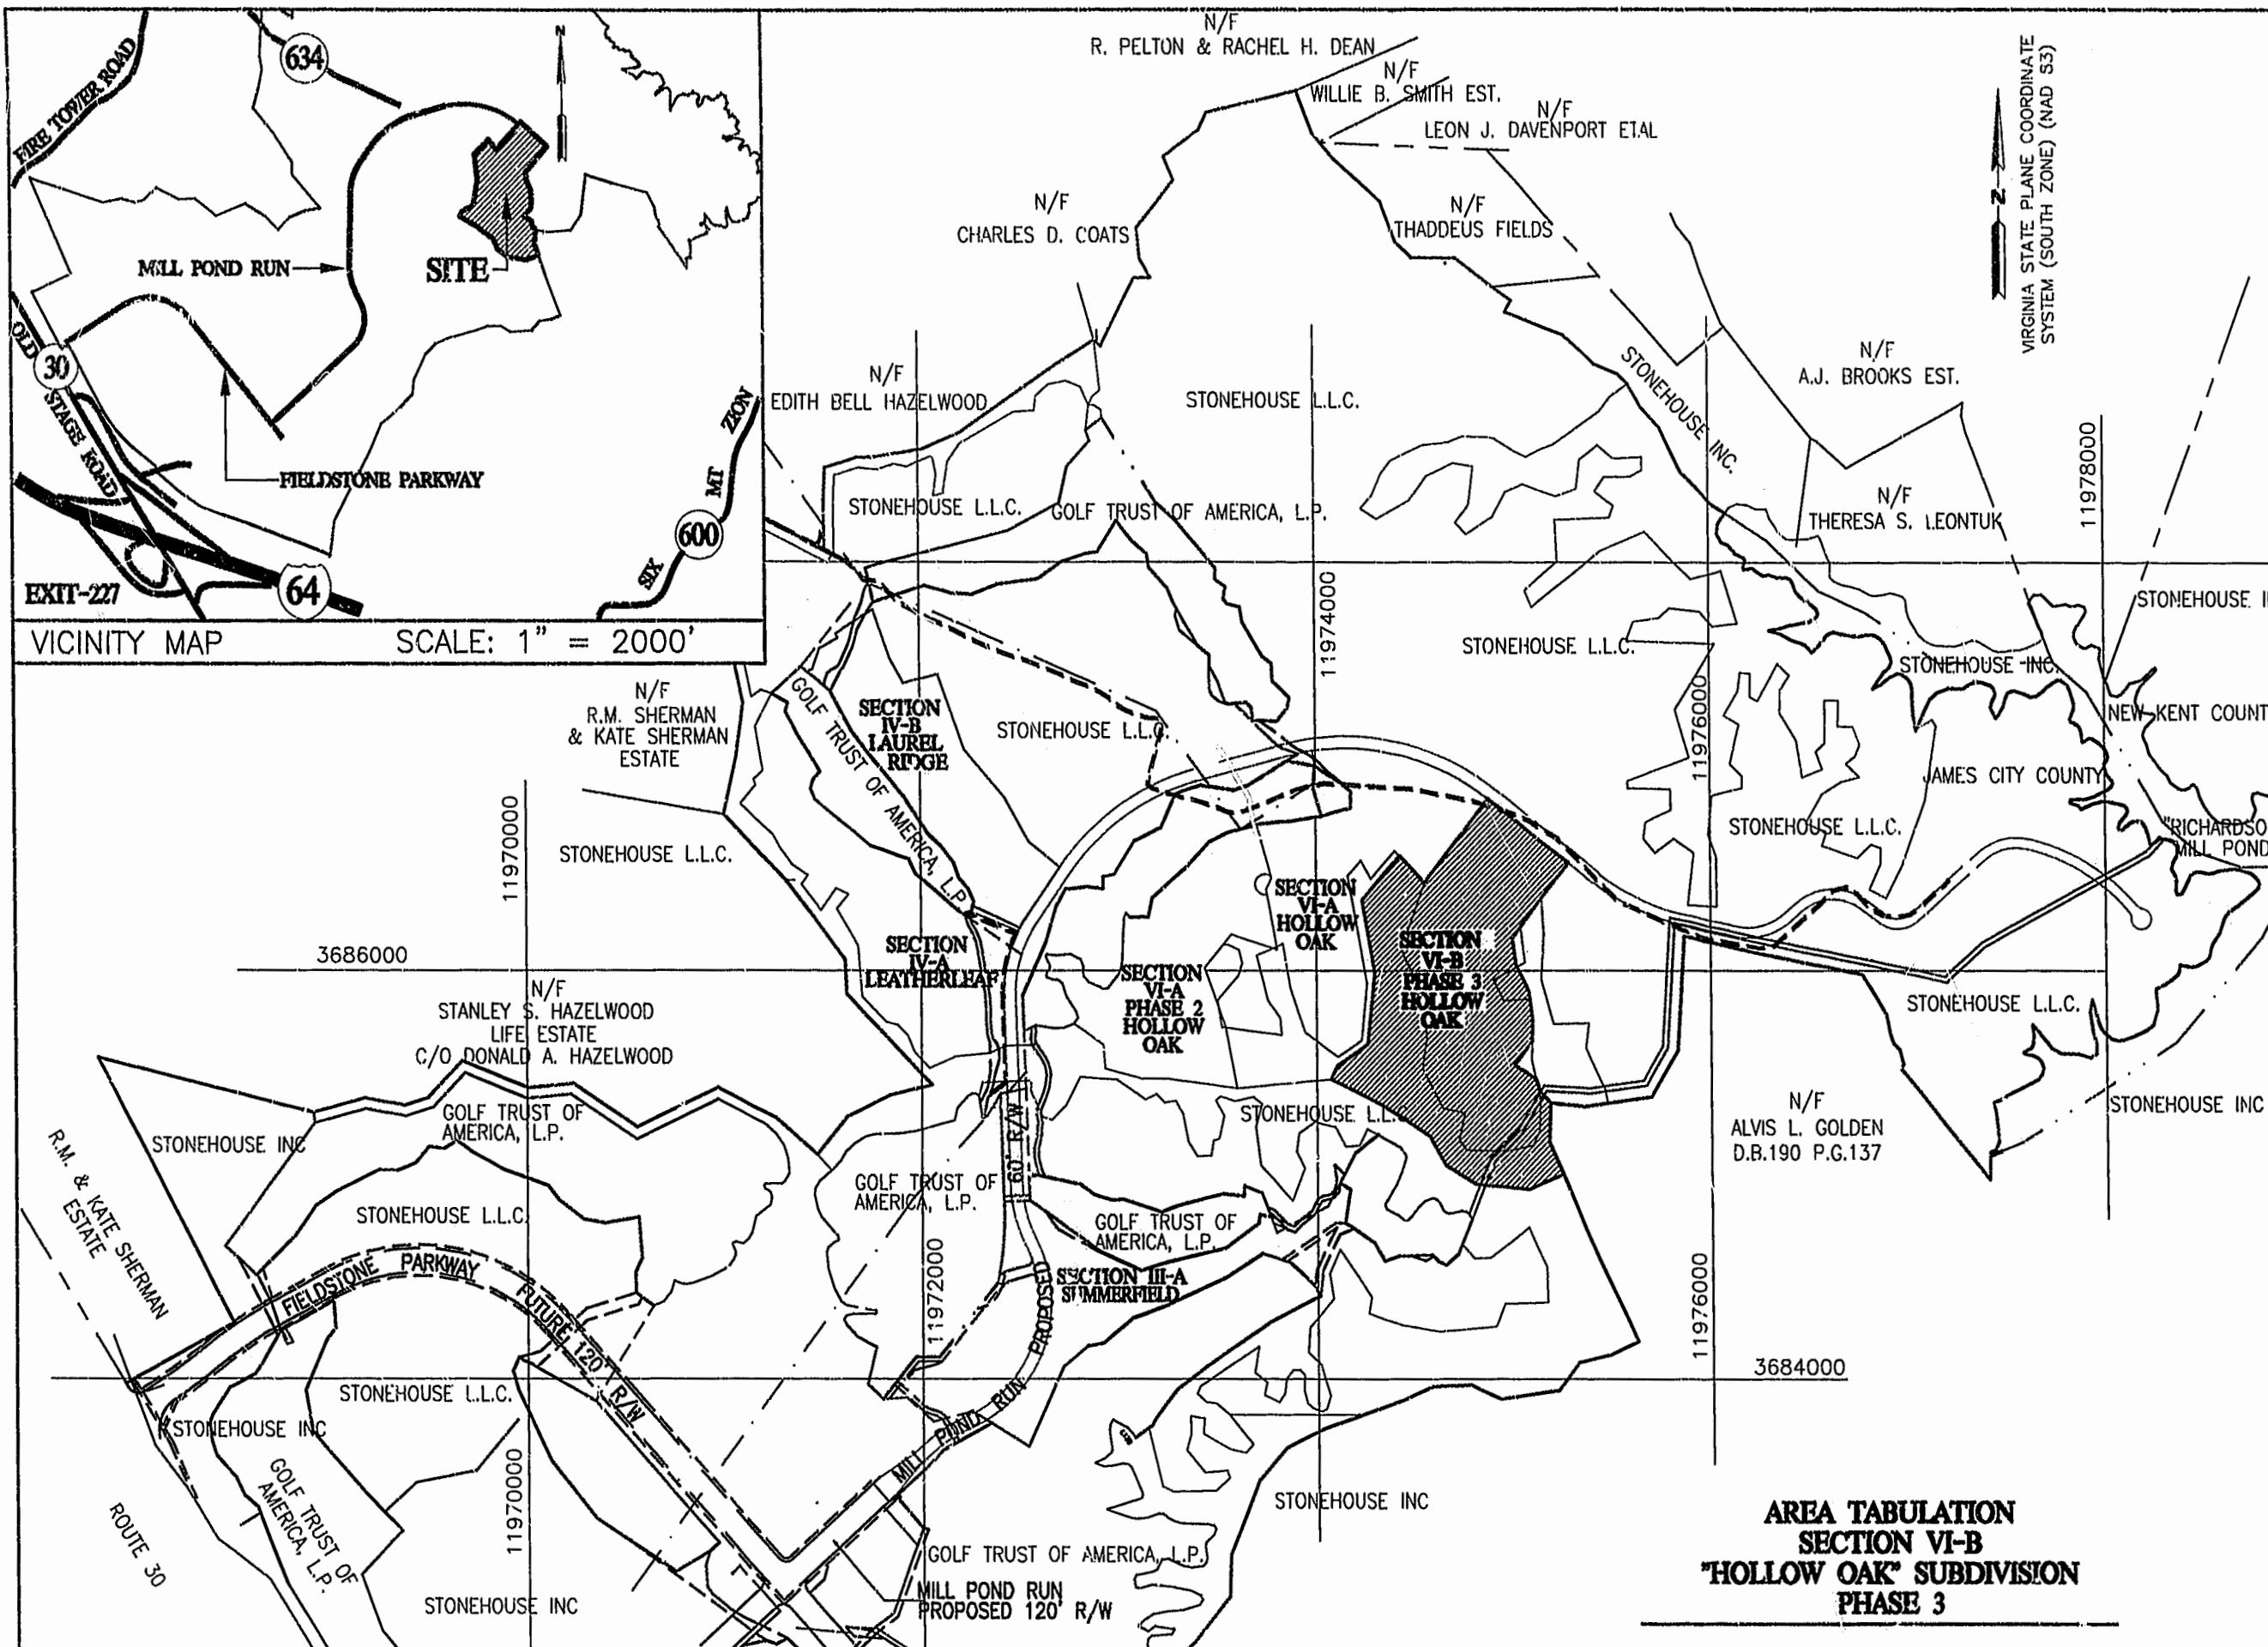 FIRE TOWER ROAD
634
N
MILL POND RUN
SITE
OLD
30
STAGE ROAD
FIELDSTONE PARKWAY
ZION
MT
600
SIX
EXIT-227
64
VICINITY MAP
SCALE: 1" = 2000'
N/F
R. PELTON & RACHEL H. DEAN
N/F
WILLIE B. SMITH EST.
N/F
LEON J. DAVENPORT ET.AL
N/F
CHARLES D. COATS
N/F
THADDEUS FIELDS
N
VIRGINIA STATE PLANE COORDINATE
SYSTEM (SOUTH ZONE) (NAD S3)
N/F
EDITH BELL HAZELWOOD
STONEHOUSE L.L.C.
STONEHOUSE INC.
N/F
A.J. BROOKS EST.
11978000
STONEHOUSE L.L.C.
GOLF TRUST OF AMERICA, L.P.
N/F
THERESA S. LEONTUK
11974000
STONEHOUSE L.L.C.
STONEHOUSE I
STONEHOUSE INC.
N/F
R.M. SHERMAN
& KATE SHERMAN
ESTATE
GOLF TRUST OF AMERICA, L.P.
SECTION
IV-B
LAUREL
RIDGE
STONEHOUSE L.L.C.
11976000
NEW KENT COUNT
JAMES CITY COUNTY
11970000
STONEHOUSE L.L.C.
STONEHOUSE L.L.C.
"RICHARDSO
MILL POND
SECTION
VI-A
HOLLOW
OAK
SECTION
VI-B
PHASE 3
HOLLOW
OAK
3686000
SECTION
IV-A
LEATHERLEAF
SECTION
VI-A
PHASE 2
HOLLOW
OAK
N/F
STANLEY S. HAZELWOOD
LIFE ESTATE
C/O DONALD A. HAZELWOOD
STONEHOUSE L.L.C.
GOLF TRUST OF
AMERICA, L.P.
STONEHOUSE INC
60' R/W
STONEHOUSE L.L.C
N/F
ALVIS L. GOLDEN
D.B.190 P.G.137
STONEHOUSE INC
R.M. & KATE SHERMAN
ESTATE
STONEHOUSE L.L.C
GOLF TRUST OF
AMERICA, L.P.
GOLF TRUST OF
AMERICA, L.P.
11972000
SECTION III-A
SUMMERFIELD
FIELDSTONE PARKWAY
FUTURE 120' R/W
PROPOSED
MILL POND RUN
11976000
3684000
STONEHOUSE L.L.C.
STONEHOUSE INC
GOLF TRUST OF
AMERICA, L.P.
11970000
ROUTE 30
STONEHOUSE INC
STONEHOUSE INC
GOLF TRUST OF AMERICA, L.P.
MILL POND RUN
PROPOSED 120' R/W
AREA TABULATION
SECTION VI-B
"HOLLOW OAK" SUBDIVISION
PHASE 3